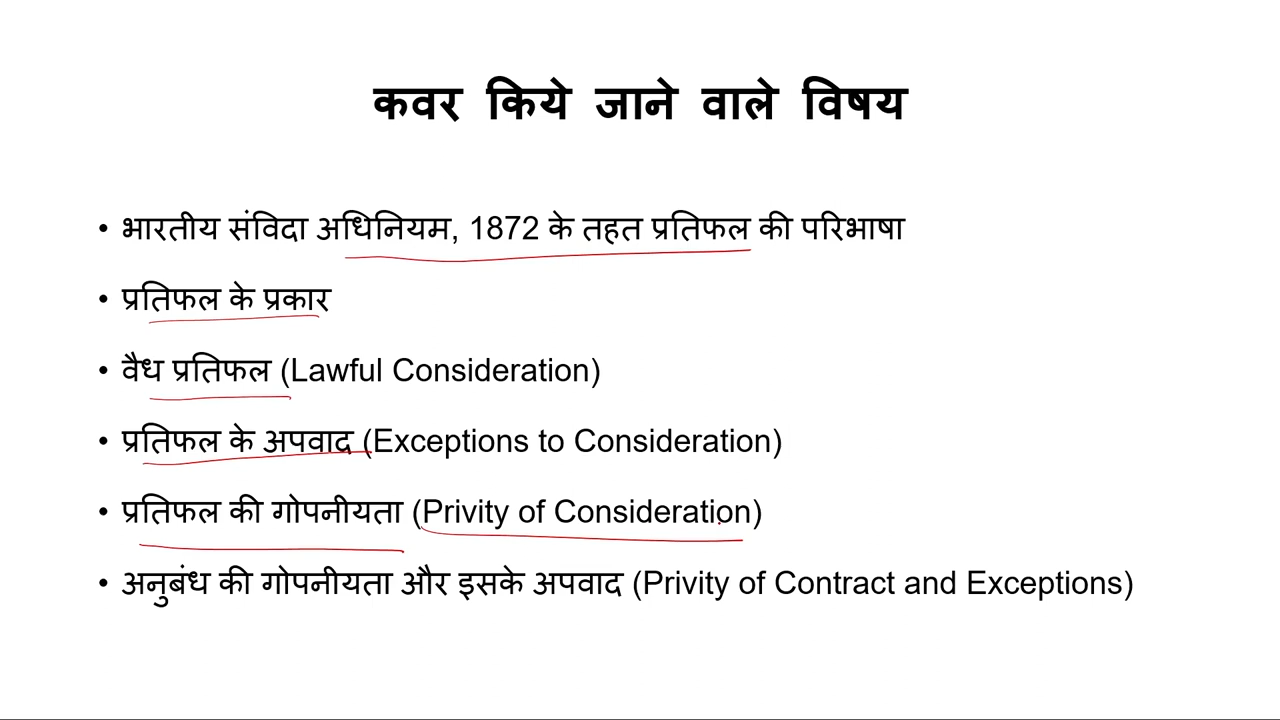 कवर किये जाने वाले विषय
• भारतीय संविदा अधिनियम, 1872 के तहत प्रतिफल की परिभाषा
• प्रतिफल के प्रकार
• वैध प्रतिफल (Lawful Consideration)
• प्रतिफल के अपवाद (Exceptions to Consideration)
• प्रतिफल की गोपनीयता (Privity of Consideration)
• अनुबंध की गोपनीयता और इसके अपवाद (Privity of Contract and Exceptions)